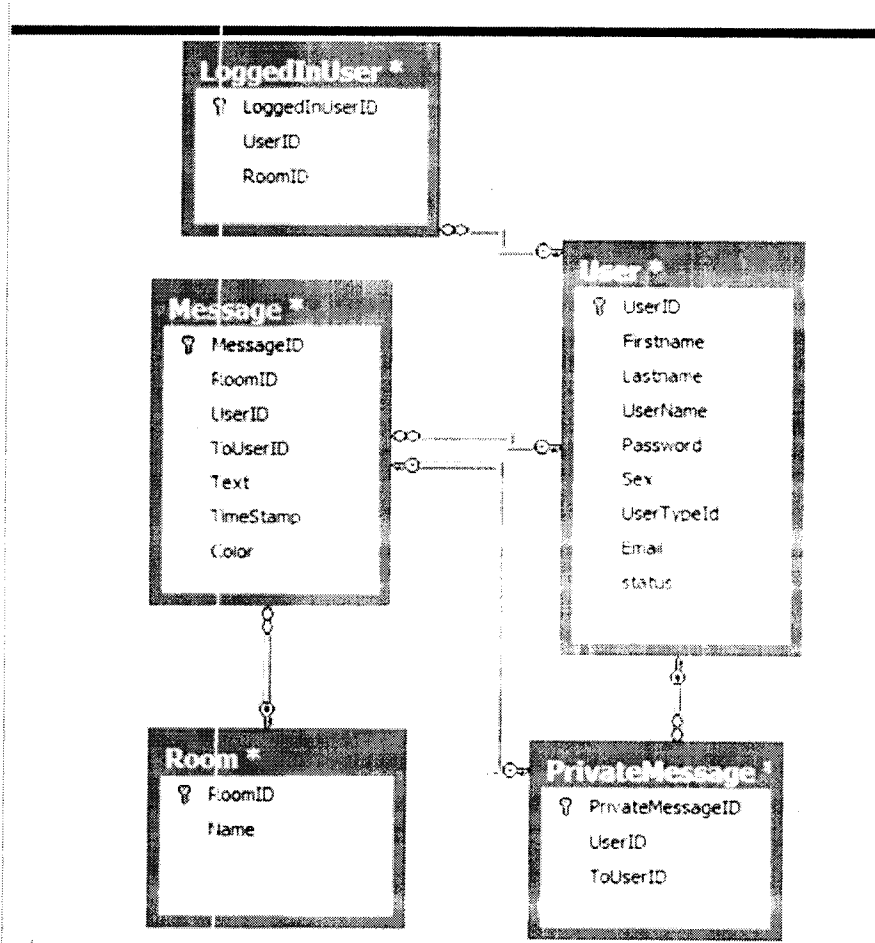 LoggedInUser *
LoggedInUserID
UserID
RoomID
User *
UserID
Firstname
Lastname
UserName
Password
Sex
UserTypeId
Email
status
Message *
MessageID
RoomID
UserID
ToUserID
Text
TimeStamp
Color
Room *
RoomID
Name
PrivateMessage *
PrivateMessageID
UserID
ToUserID